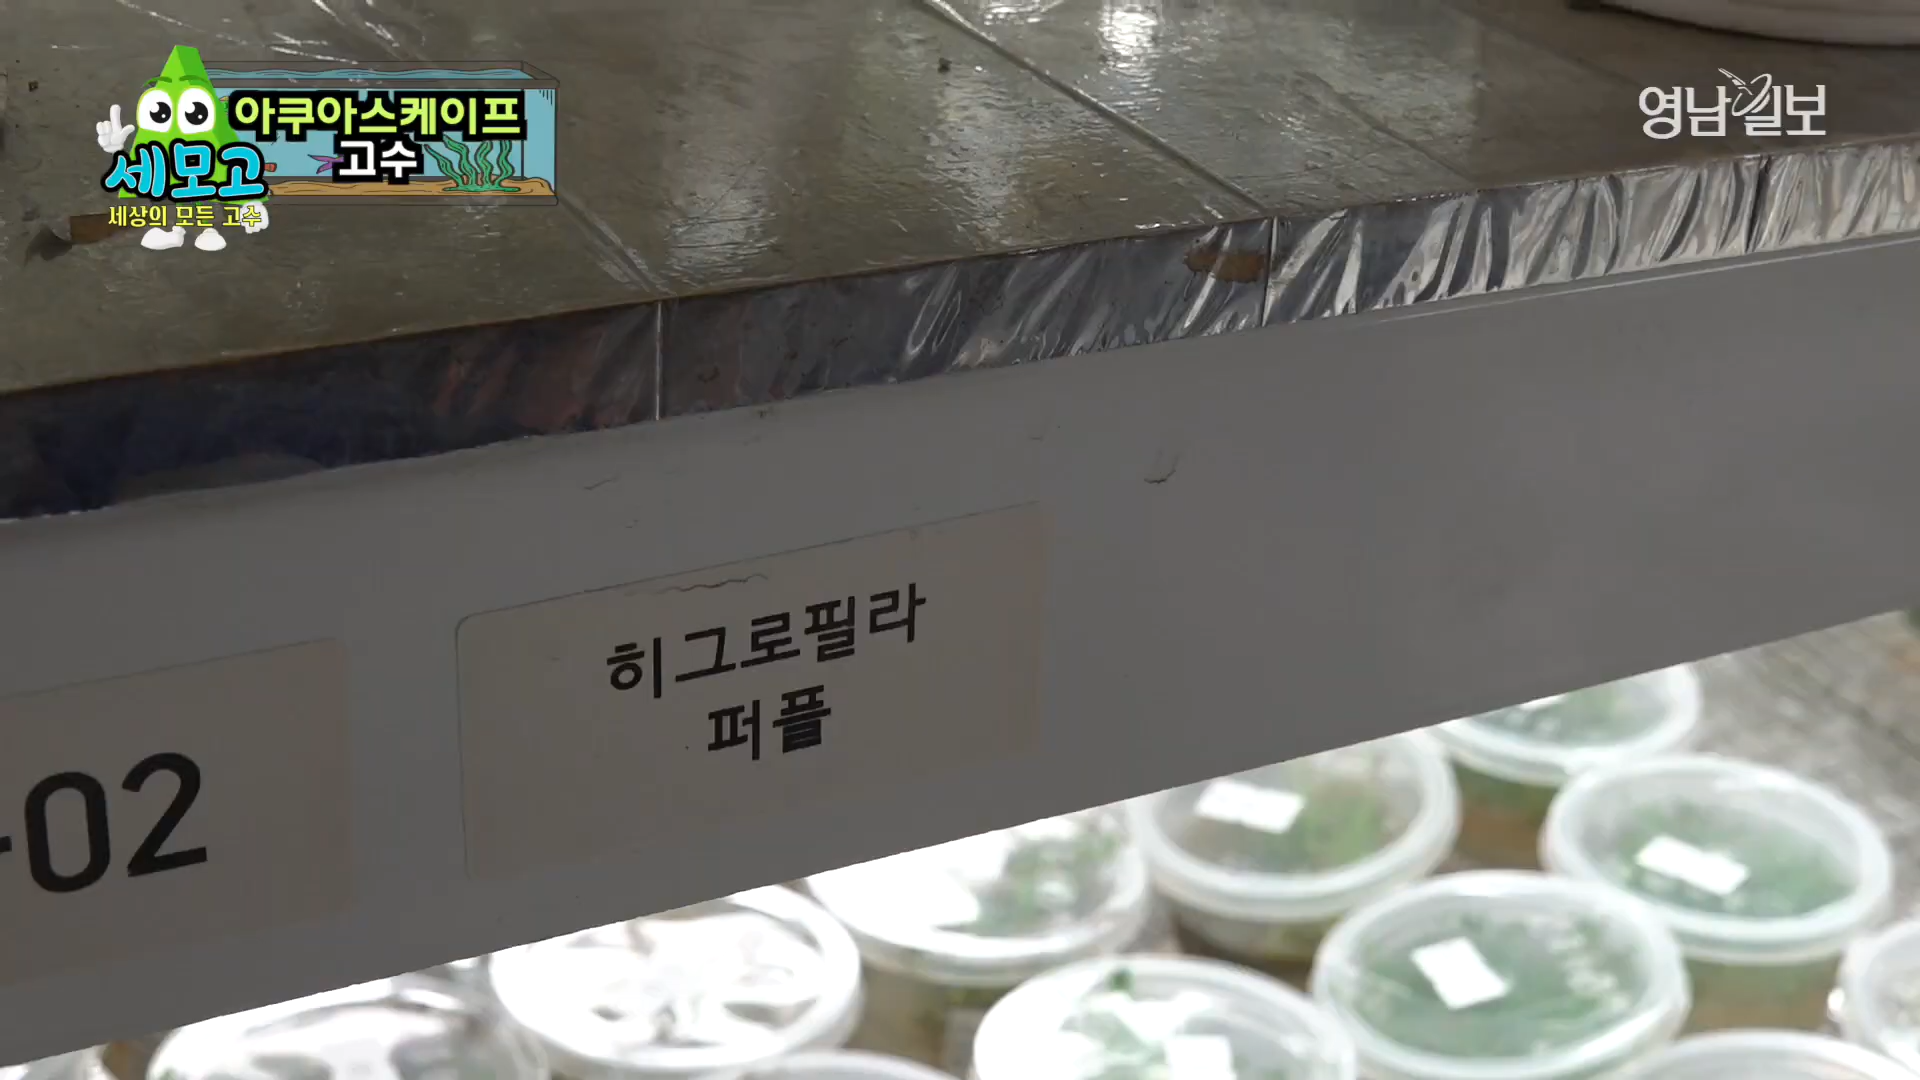 아쿠아스케이프
고수
세모고
세상의 모든 고수
영남일보
히그로필라
퍼플
-02